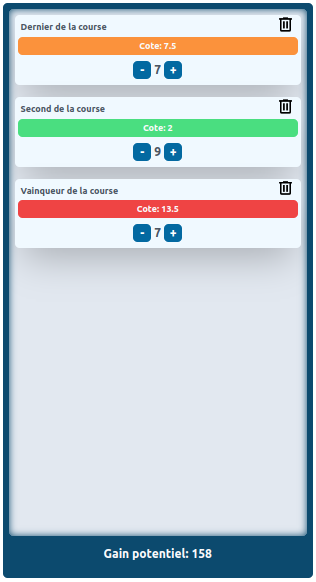 Dernier de la course
Cote: 7.5
- 7 +
Second de la course
Cote: 2
- 9 +
Vainqueur de la course
Cote: 13.5
- 7 +
Gain potentiel: 158